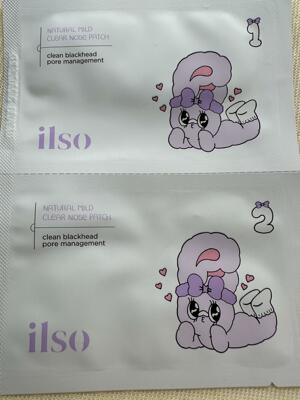 NATURAL MILD
CLEAR NOSE PATCH
clean blackhead
pore management
ilso
1
NATURAL MILD
CLEAR NOSE PATCH
clean blackhead
pore management
ilso
2